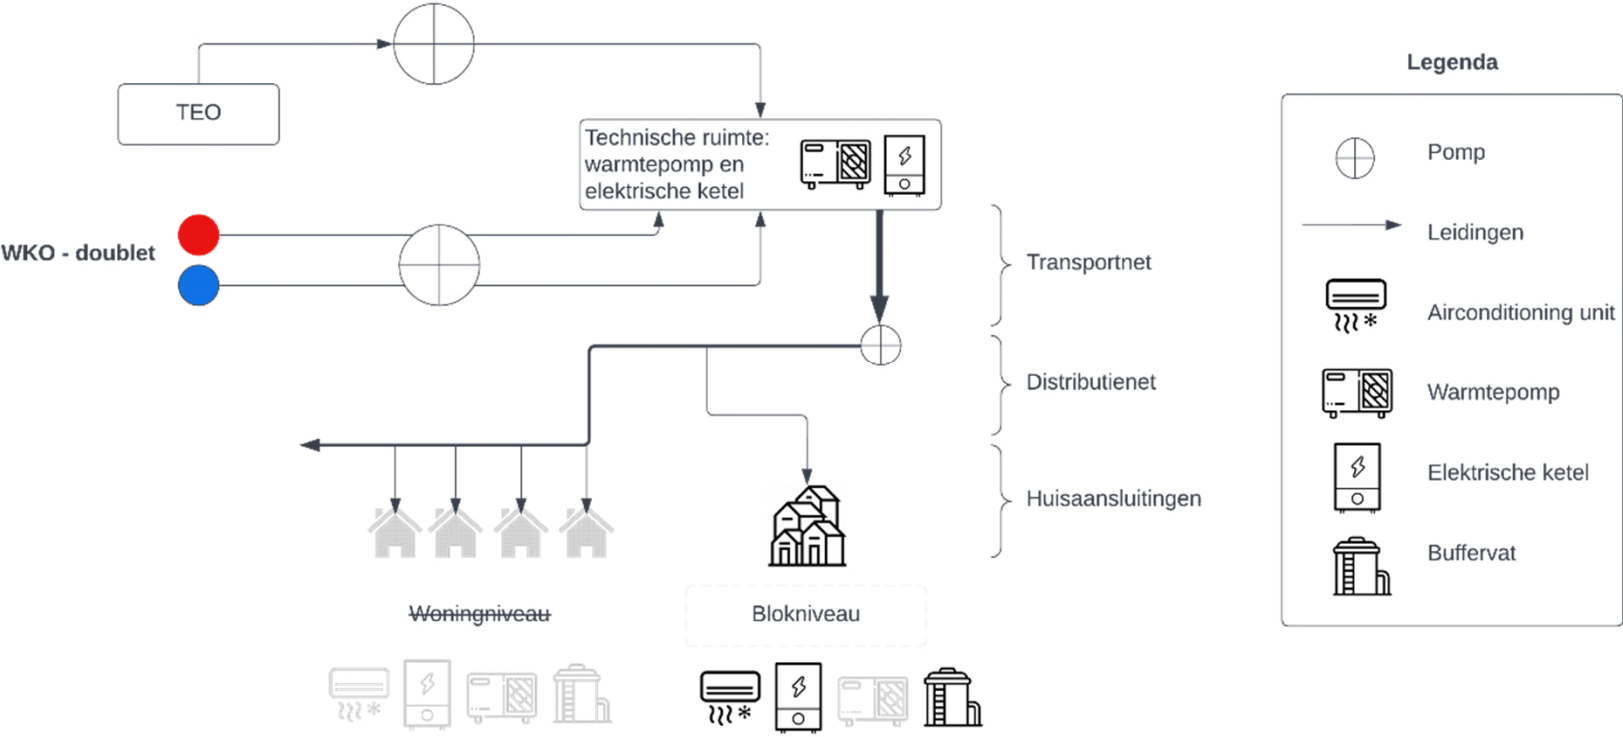 TEO
Technische ruimte:
warmtepomp en
elektrische ketel
WKO - doublet
Transportnet
Distributienet
Huisaansluitingen
Woningniveau
Blokniveau
Legenda
Pomp
Leidingen
Airconditioning unit
Warmtepomp
Elektrische ketel
Buffervat